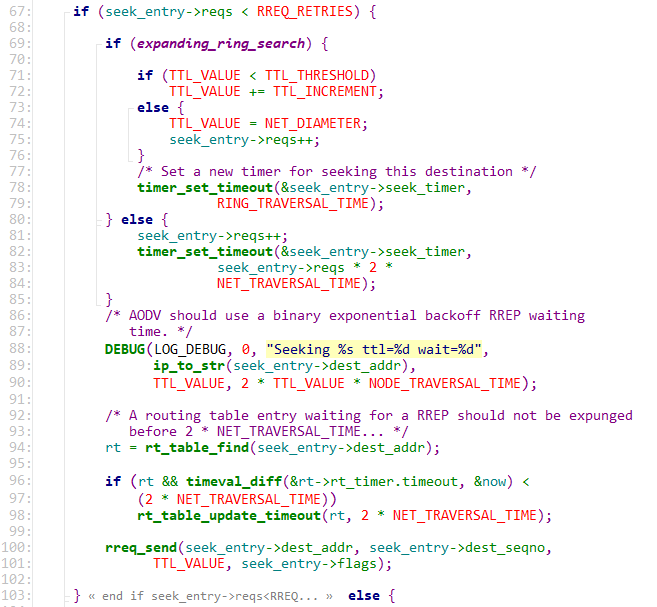 67: if (seek_entry->reqs < RREQ_RETRIES) {
68:
69: if (expanding_ring_search) {
70:
71: if (TTL_VALUE < TTL_THRESHOLD)
72: TTL_VALUE += TTL_INCREMENT;
73: else {
74: TTL_VALUE = NET_DIAMETER;
75: seek_entry->reqs++;
76: }
77: /* Set a new timer for seeking this destination */
78: timer_set_timeout(&seek_entry->seek_timer,
79: RING_TRAVERSAL_TIME);
80: } else {
81: seek_entry->reqs++;
82: timer_set_timeout(&seek_entry->seek_timer,
83: seek_entry->reqs * 2 *
84: NET_TRAVERSAL_TIME);
85: }
86: /* AODV should use a binary exponential backoff RREP waiting
87: time. */
88: DEBUG(LOG_DEBUG, 0, "Seeking %s ttl=%d wait=%d",
89: ip_to_str(seek_entry->dest_addr),
90: TTL_VALUE, 2 * TTL_VALUE * NODE_TRAVERSAL_TIME);
91:
92: /* A routing table entry waiting for a RREP should not be expunged
93: before 2 * NET_TRAVERSAL_TIME... */
94: rt = rt_table_find(seek_entry->dest_addr);
95:
96: if (rt && timeval_diff(&rt->rt_timer.timeout, &now) <
97: (2 * NET_TRAVERSAL_TIME))
98: rt_table_update_timeout(rt, 2 * NET_TRAVERSAL_TIME);
99:
100: rreq_send(seek_entry->dest_addr, seek_entry->dest_seqno,
101: TTL_VALUE, seek_entry->flags);
102:
103: } « end if seek_entry->reqs<RREQ... » else {